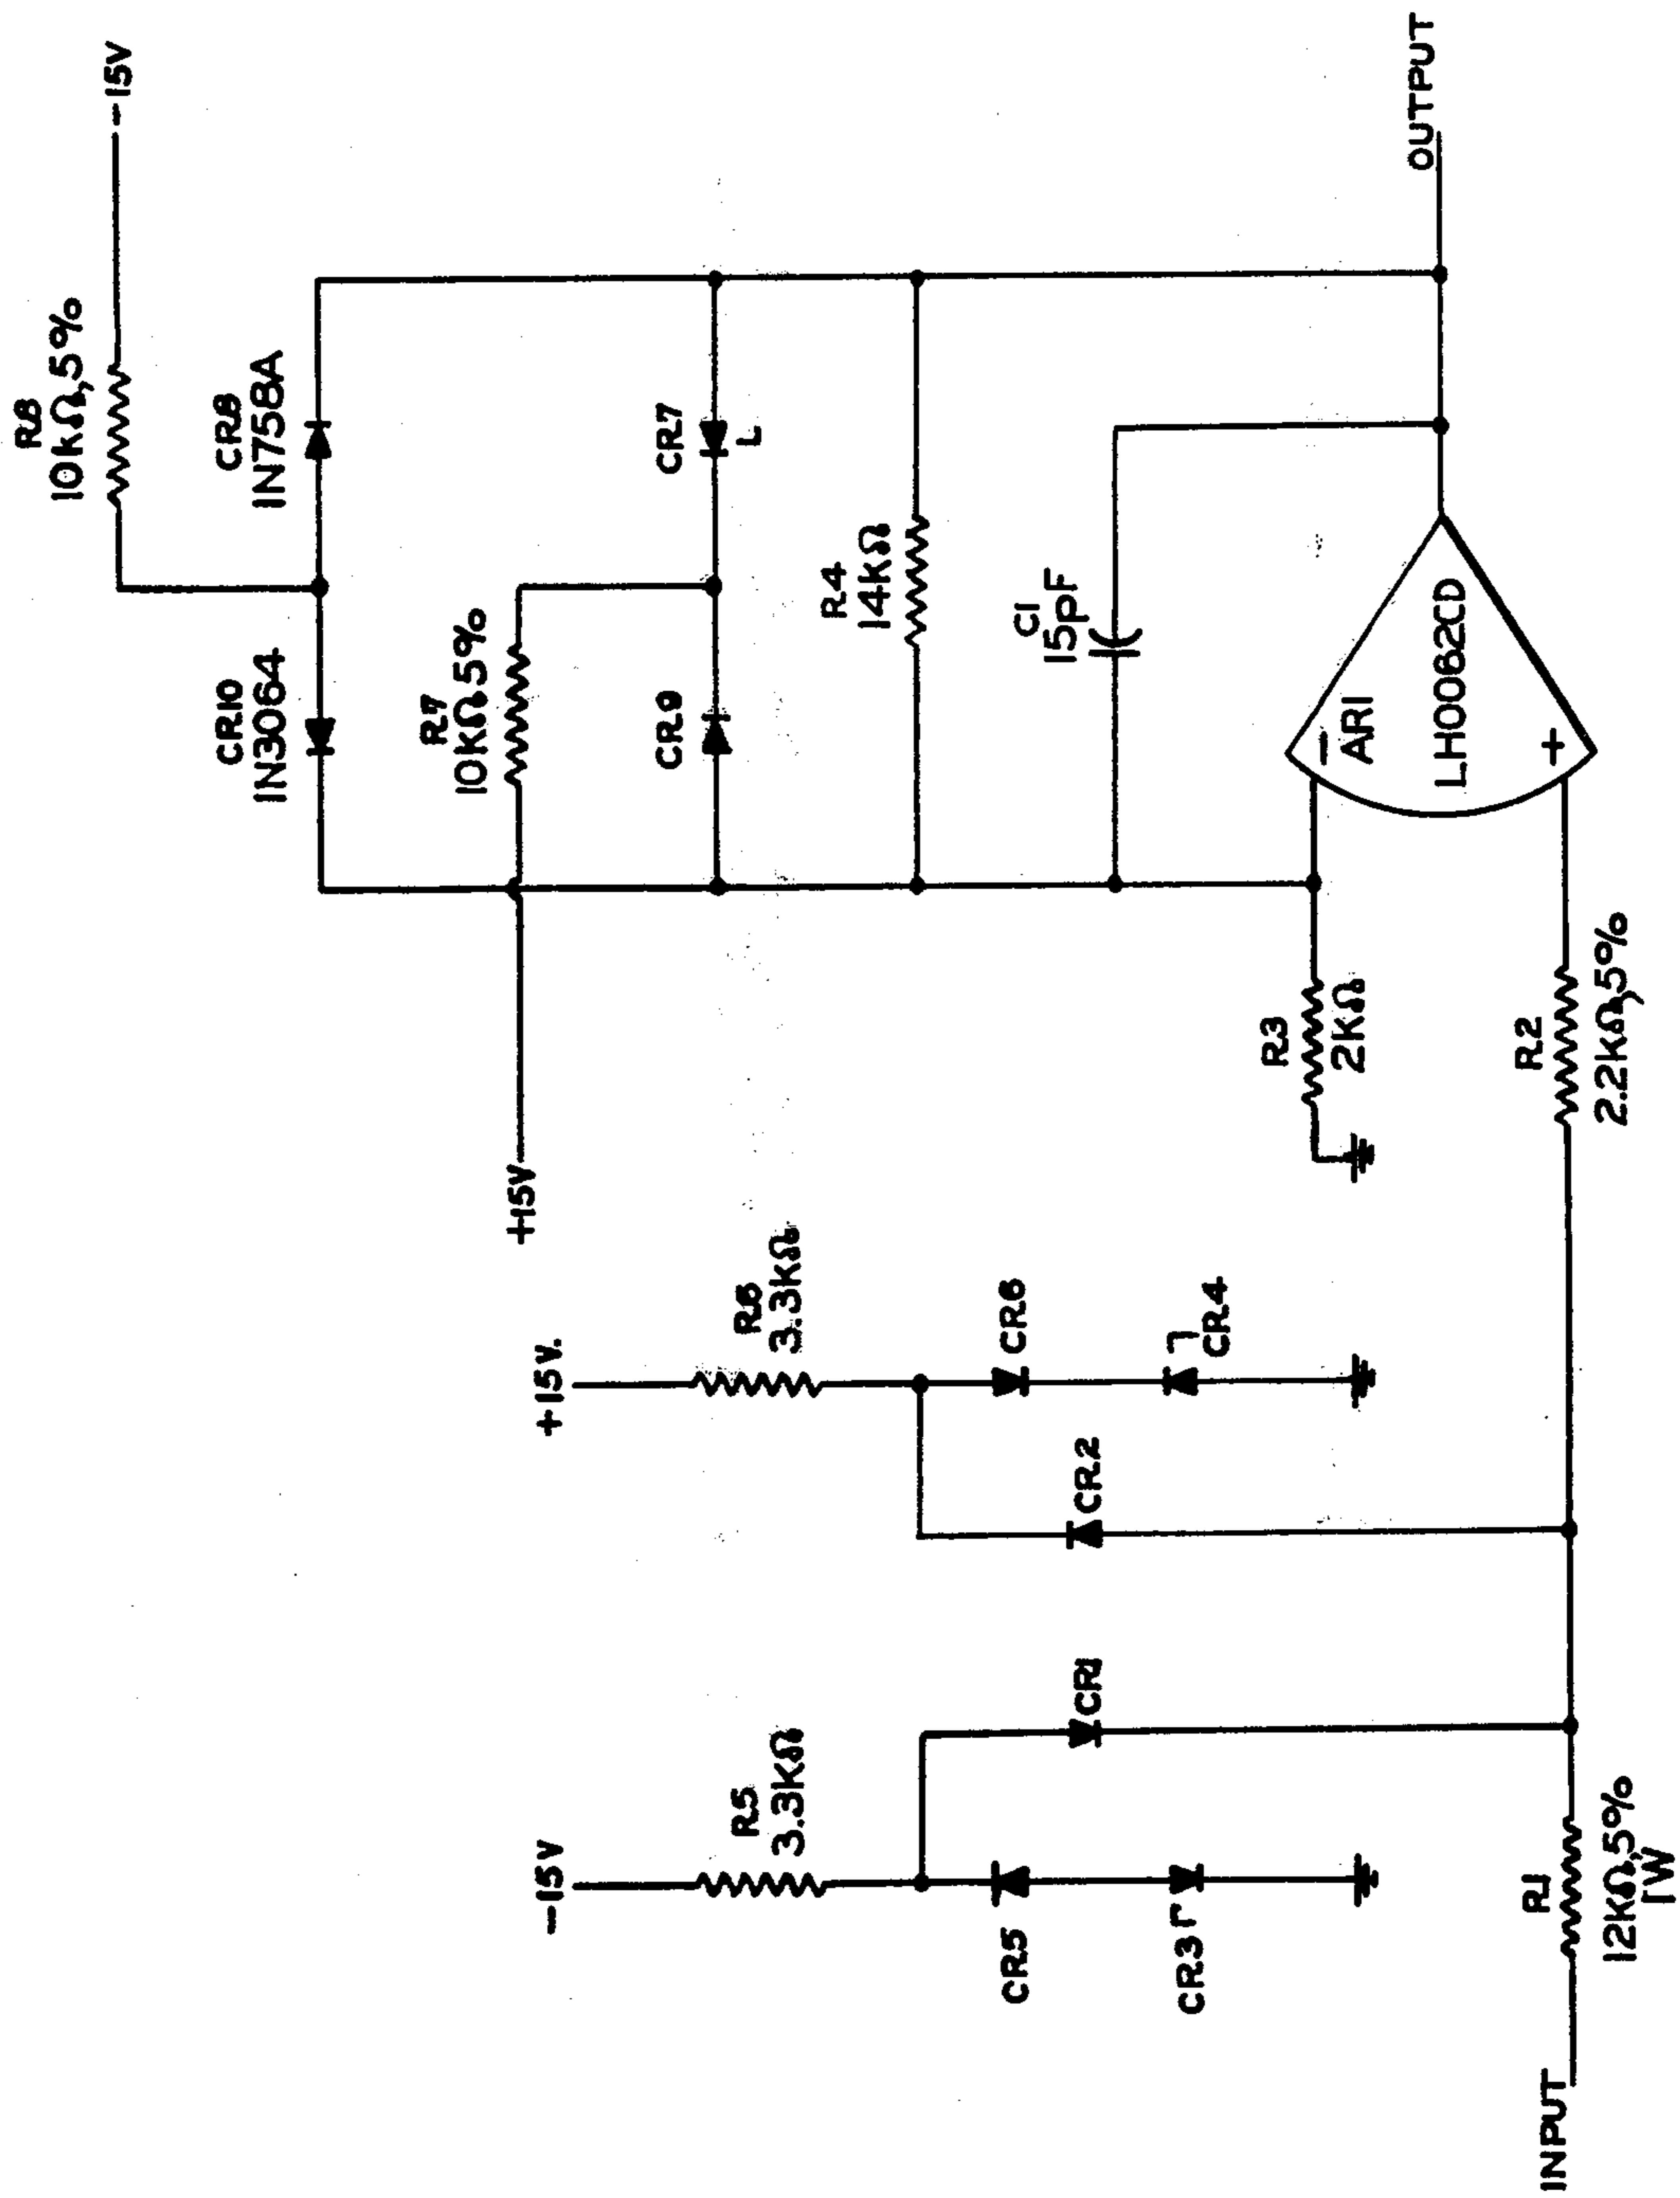 R8
10KΩ,5%
-15V
CR8
1N758A
CR10
1N3064
R7
10KΩ5%
CR7
CR9
+15V
R4
14KΩ
C1
15pF
-
AR1
LH0062CD
+
OUTPUT
R3
2KΩ
R2
2.2KΩ,5%
+15V.
R6
3.3KΩ
CR6
CR4
CR2
-15V
R5
3.3KΩ
CR5
CR3
CR1
R1
12KΩ,5%
1W
INPUT